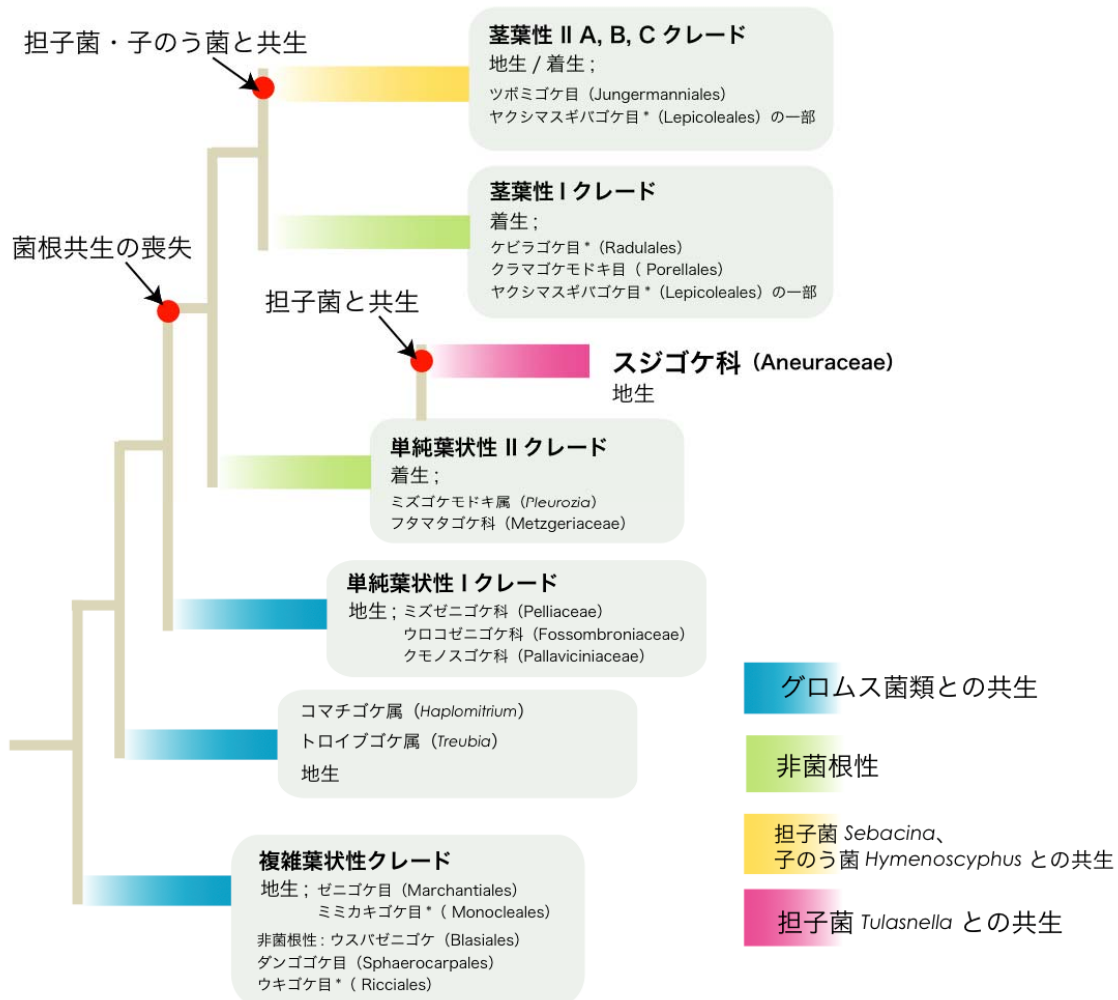 担子菌・子のう菌と共生
茎葉性 II A, B, C クレード
地生 / 着生 ;
ツボミゴケ目（Jungermanniales）
ヤクシマスギバゴケ目 *（Lepicoleales）の一部
茎葉性 I クレード
着生 ;
ケビラゴケ目 *（Radulales）
クラマゴケモドキ目（ Porellales）
ヤクシマスギバゴケ目 *（Lepicoleales）の一部
菌根共生の喪失
担子菌と共生
スジゴケ科（Aneuraceae）
地生
単純葉状性 II クレード
着生 ;
ミズゴケモドキ属（Pleurozia）
フタマタゴケ科（Metzgeriaceae）
単純葉状性 I クレード
地生 ; ミズゼニゴケ科（Pelliaceae）
ウロコゼニゴケ科（Fossombroniaceae）
クモノスゴケ科（Pallaviciniaceae）
コマチゴケ属（Haplomitrium）
トロイブゴケ属（Treubia）
地生
複雑葉状性クレード
地生 ; ゼニゴケ目（Marchantiales）
ミミカキゴケ目 *（ Monocleales）
非菌根性 : ウスバゼニゴケ（Blasiales）
ダンゴゴケ目（Sphaerocarpales）
ウキゴケ目 *（ Ricciales）
グロムス菌類との共生
非菌根性
担子菌 Sebacina、
子のう菌 Hymenoscyphus との共生
担子菌 Tulasnella との共生